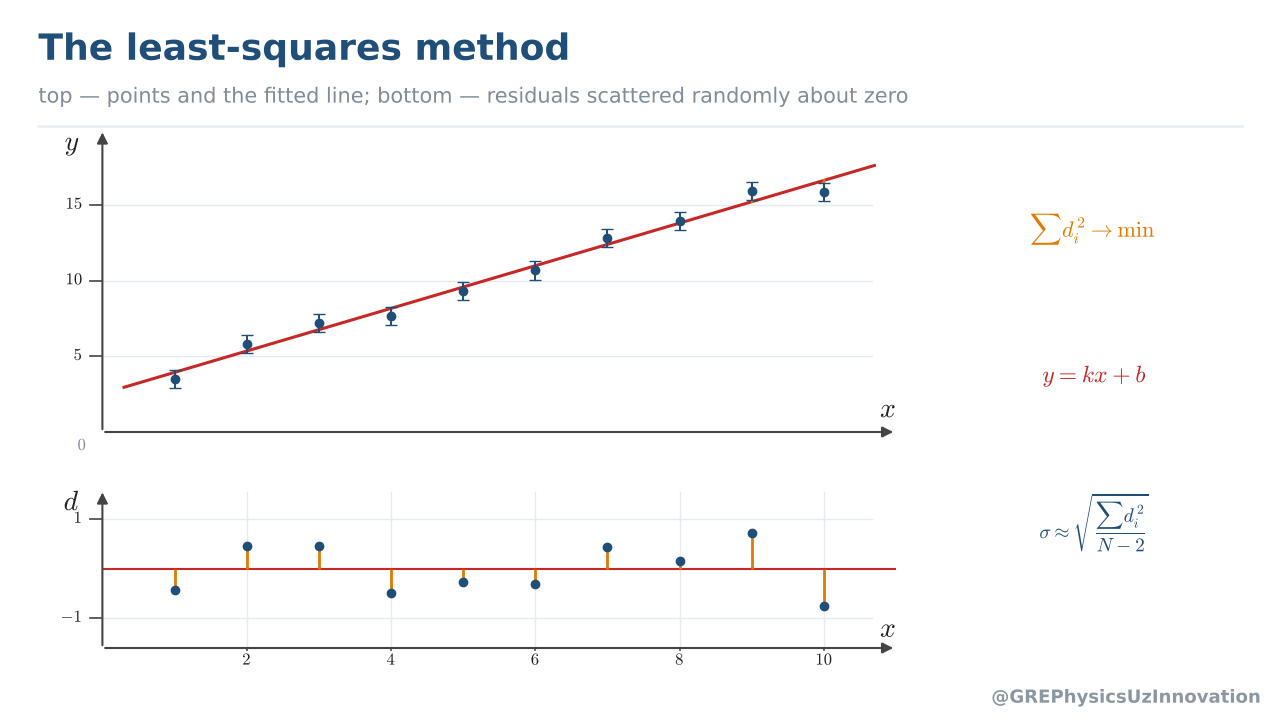 The least-squares method
top — points and the fitted line; bottom — residuals scattered randomly about zero
y
15
10
5
0
x
∑d_i^2 → min
y = kx + b
σ ≈ √(∑d_i^2 / (N − 2))
d
1
−1
x
2 4 6 8 10
@GREPhysicsUzInnovation